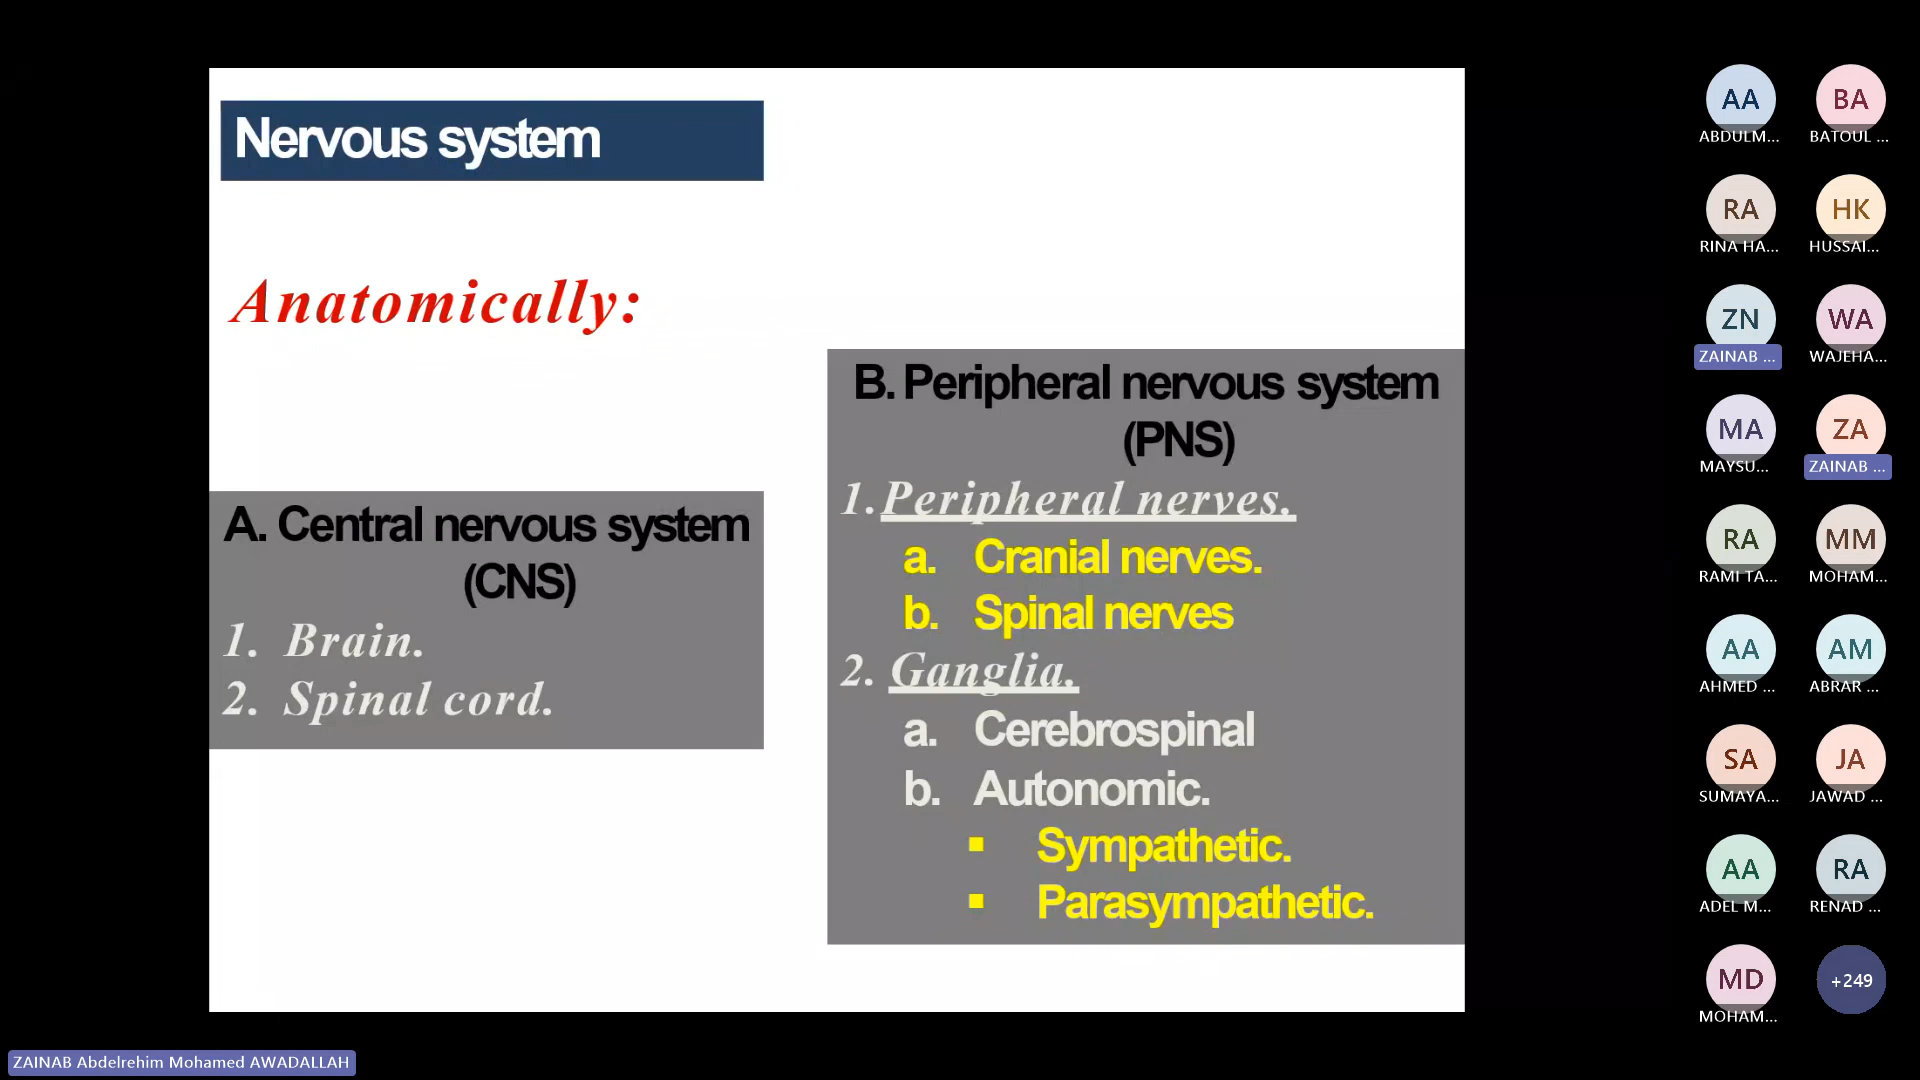 Nervous system
Anatomically:
A. Central nervous system
(CNS)
1. Brain.
2. Spinal cord.
B. Peripheral nervous system
(PNS)
1. Peripheral nerves.
a. Cranial nerves.
b. Spinal nerves
2. Ganglia.
a. Cerebrospinal
b. Autonomic.
▪ Sympathetic.
▪ Parasympathetic.
AA
ABDULM...
BA
BATOUL ...
RA
RINA HA...
HK
HUSSAI...
ZN
ZAINAB ...
WA
WAJEHA...
MA
MAYSU...
ZA
ZAINAB ...
RA
RAMI TA...
MM
MOHAM...
AA
AHMED ...
AM
ABRAR ...
SA
SUMAYA...
JA
JAWAD ...
AA
ADEL M...
RA
RENAD ...
MD
MOHAM...
+249
ZAINAB Abdelrehim Mohamed AWADALLAH